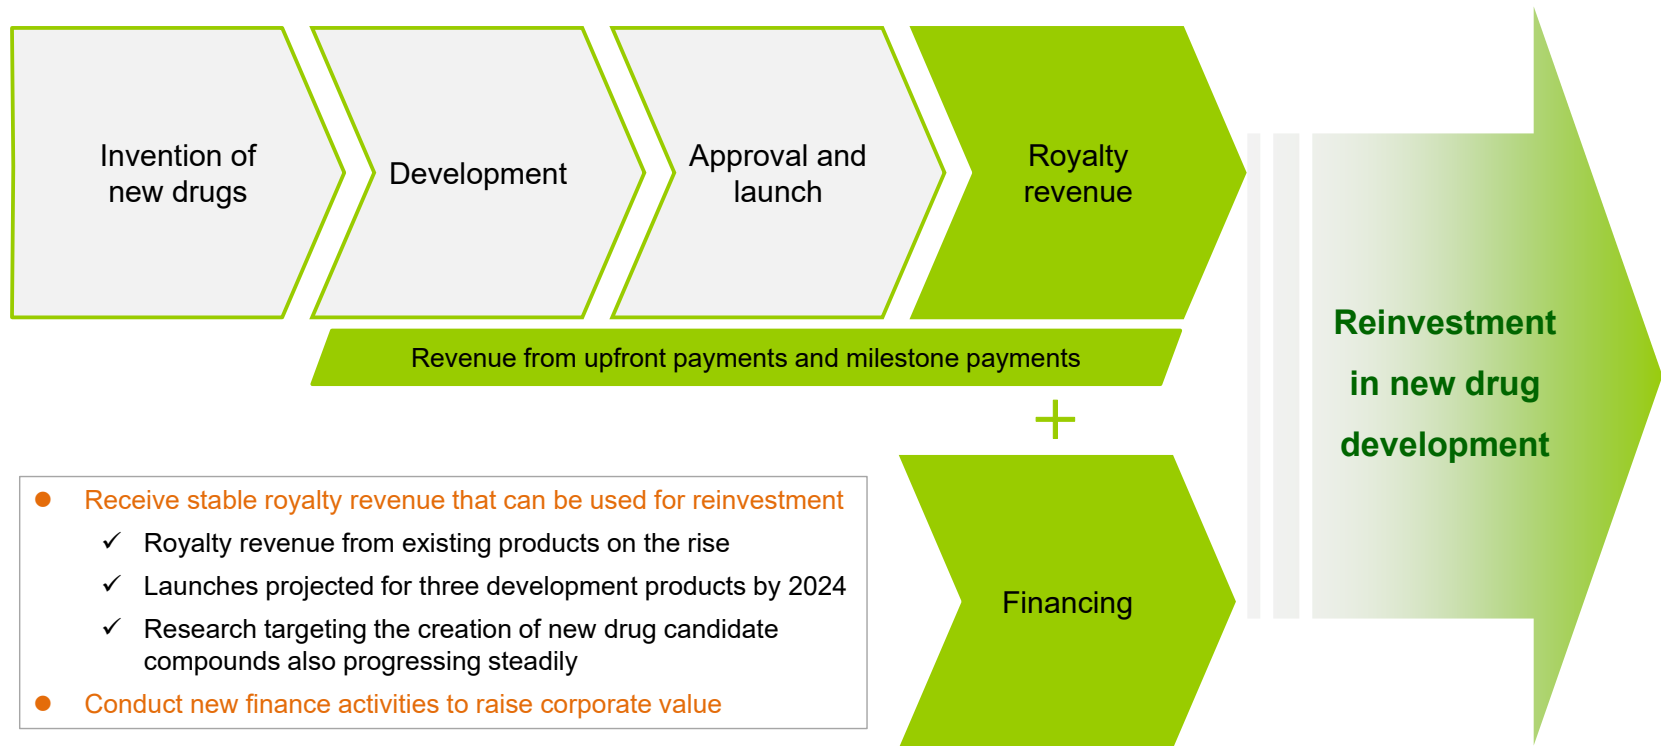 Invention of
new drugs
Development
Approval and
launch
Royalty
revenue
Revenue from upfront payments and milestone payments
+
Financing
Reinvestment
in new drug
development
● Receive stable royalty revenue that can be used for reinvestment
✓ Royalty revenue from existing products on the rise
✓ Launches projected for three development products by 2024
✓ Research targeting the creation of new drug candidate
compounds also progressing steadily
● Conduct new finance activities to raise corporate value